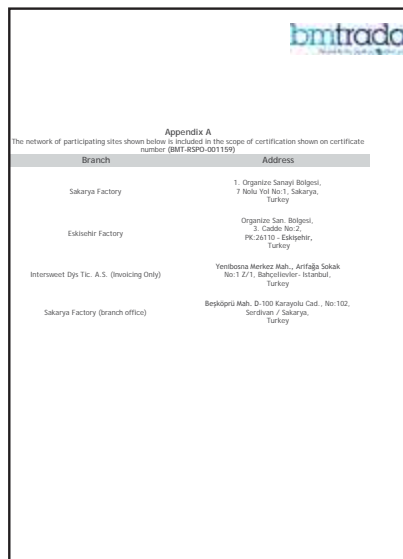 bmtrada
Appendix A
The network of participating sites shown below is included in the scope of certification shown on certificate
number (BMT-RSPO-001159)
Branch Address
Sakarya Factory
1. Organize Sanayi Bölgesi,
7 Nolu Yol No:1, Sakarya,
Turkey
Eskisehir Factory
Organize San. Bölgesi,
3. Cadde No:2,
PK:26110 - Eskişehir,
Turkey
Intersweet Dış Tic. A.S. (Invoicing Only)
Yenibosna Merkez Mah., Arifağa Sokak
No:1 Z/1, Bahçelievler- Istanbul,
Turkey
Sakarya Factory (branch office)
Beşköprü Mah. D-100 Karayolu Cad., No:102,
Serdivan / Sakarya,
Turkey